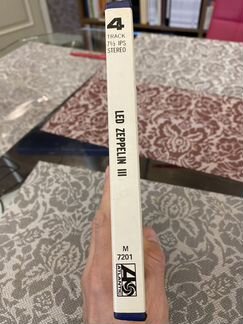 4
TRACK
7½ IPS
STEREO
LED ZEPPELIN III
M
7201
ATLANTIC